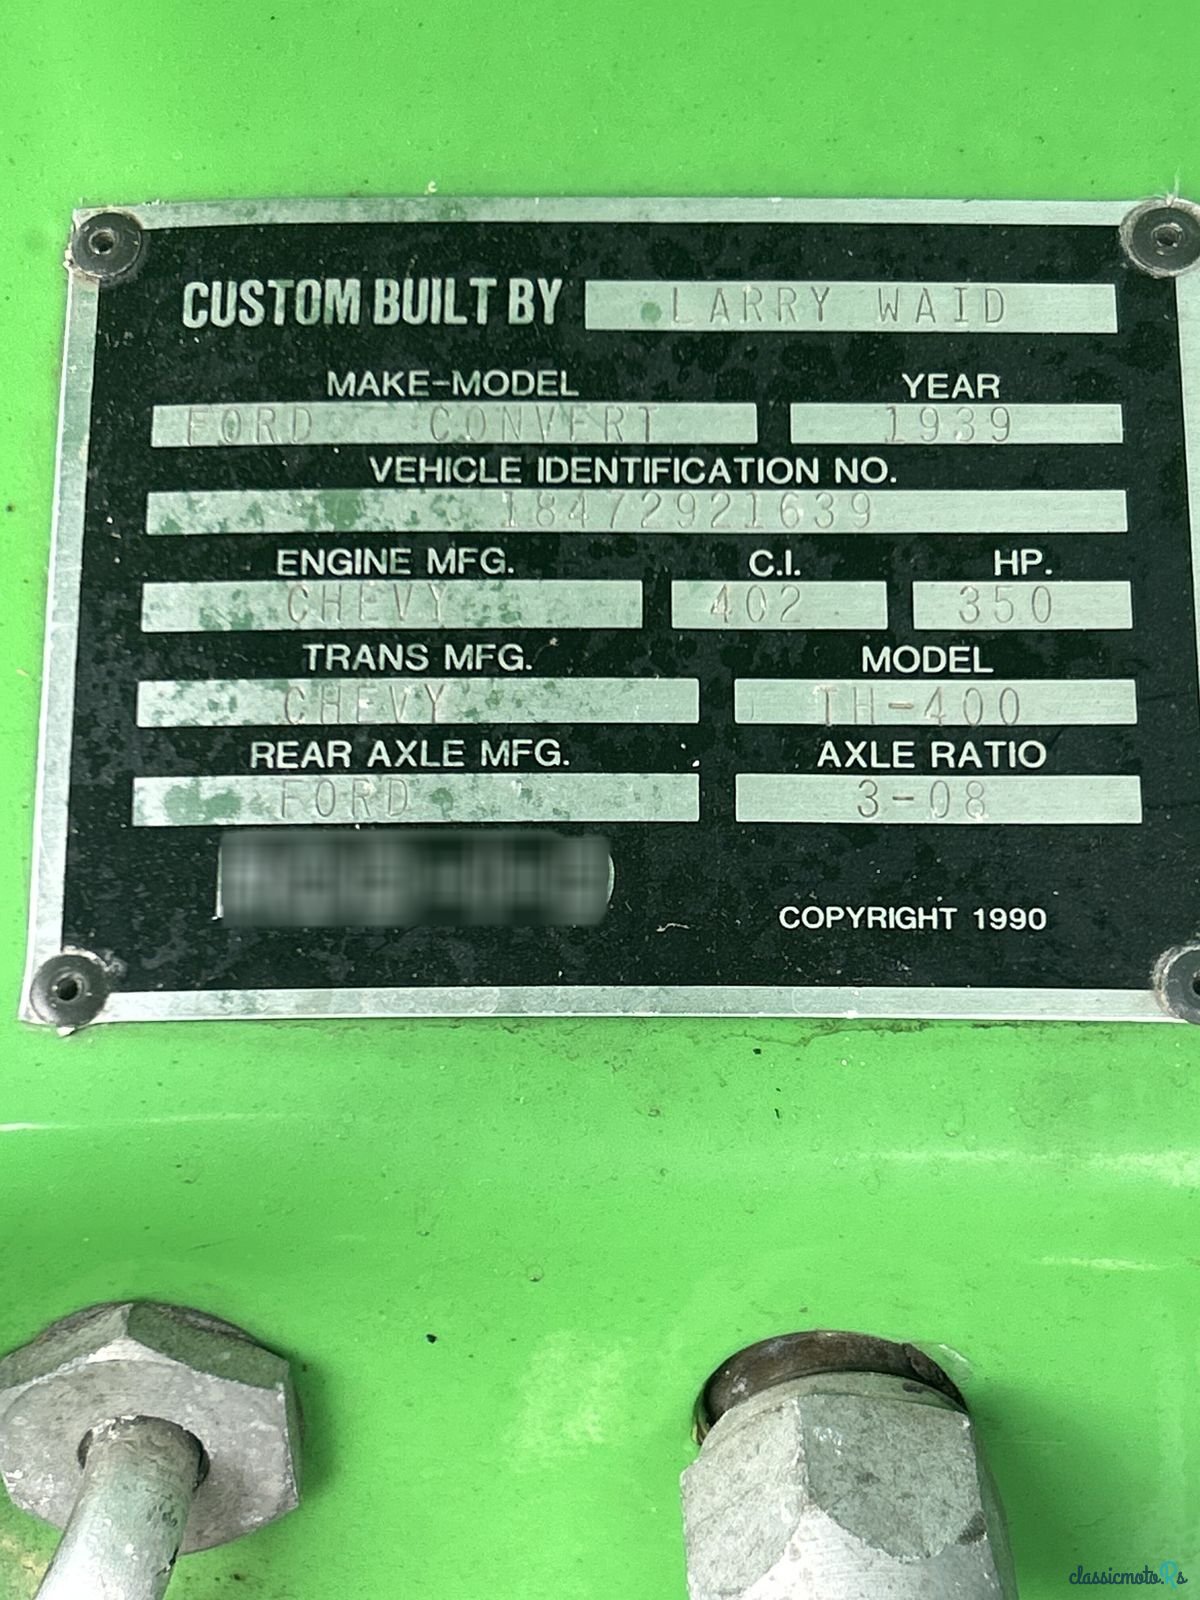 CUSTOM BUILT BY LARRY WAID
MAKE-MODEL YEAR
FORD CONVERT 1939
VEHICLE IDENTIFICATION NO.
18472921639
ENGINE MFG. C.I. HP.
CHEVY 402 350
TRANS MFG. MODEL
CHEVY TH-400
REAR AXLE MFG. AXLE RATIO
FORD 3-08
COPYRIGHT 1990
classicmoto.Rs